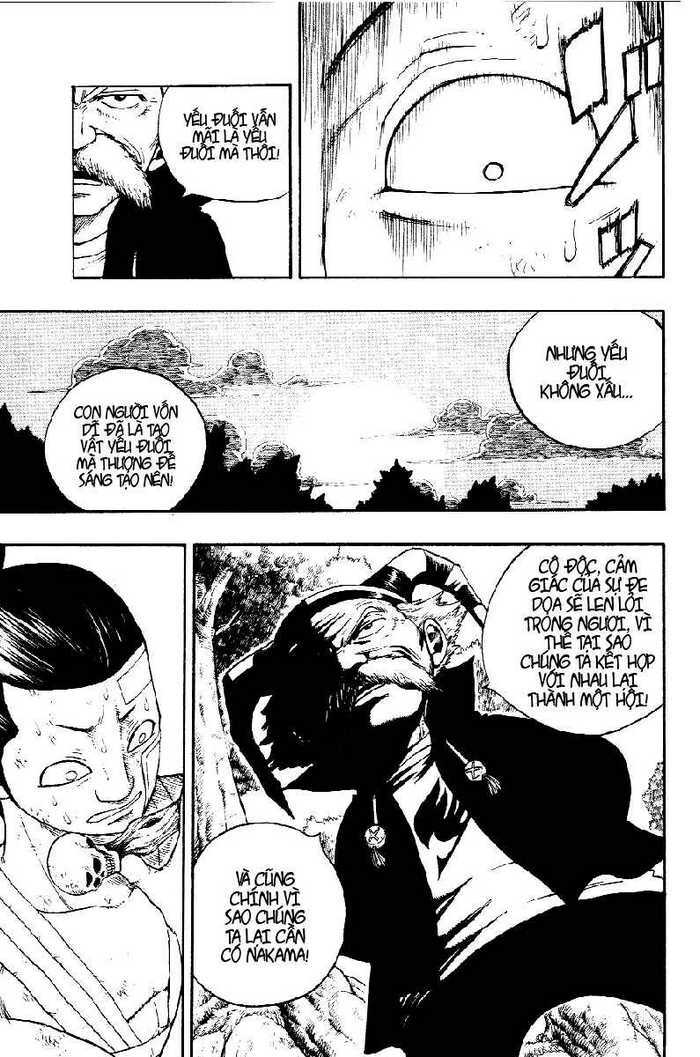 YẾU ĐUỐI VẪN
MÃI LÀ YẾU
ĐUỐI MÀ THÔI!
NHƯNG YẾU
ĐUỐI,
KHÔNG XẤU...
CON NGƯỜI VỐN
DĨ ĐÃ LÀ TẠO
VẬT YẾU ĐUỐI
MÀ THƯỢNG ĐẾ
SÁNG TẠO NÊN!
CÔ ĐỘC, CẢM
GIÁC CỦA SỰ ĐE
DỌA SẼ LEN LỎI
TRONG NGƯƠI, VÌ
THẾ TẠI SAO
CHÚNG TA KẾT HỢP
VỚI NHAU LẠI
THÀNH MỘT HỘI!
VÀ CŨNG
CHÍNH VÌ
SAO CHÚNG
TA LẠI CẦN
CÓ NAKAMA!